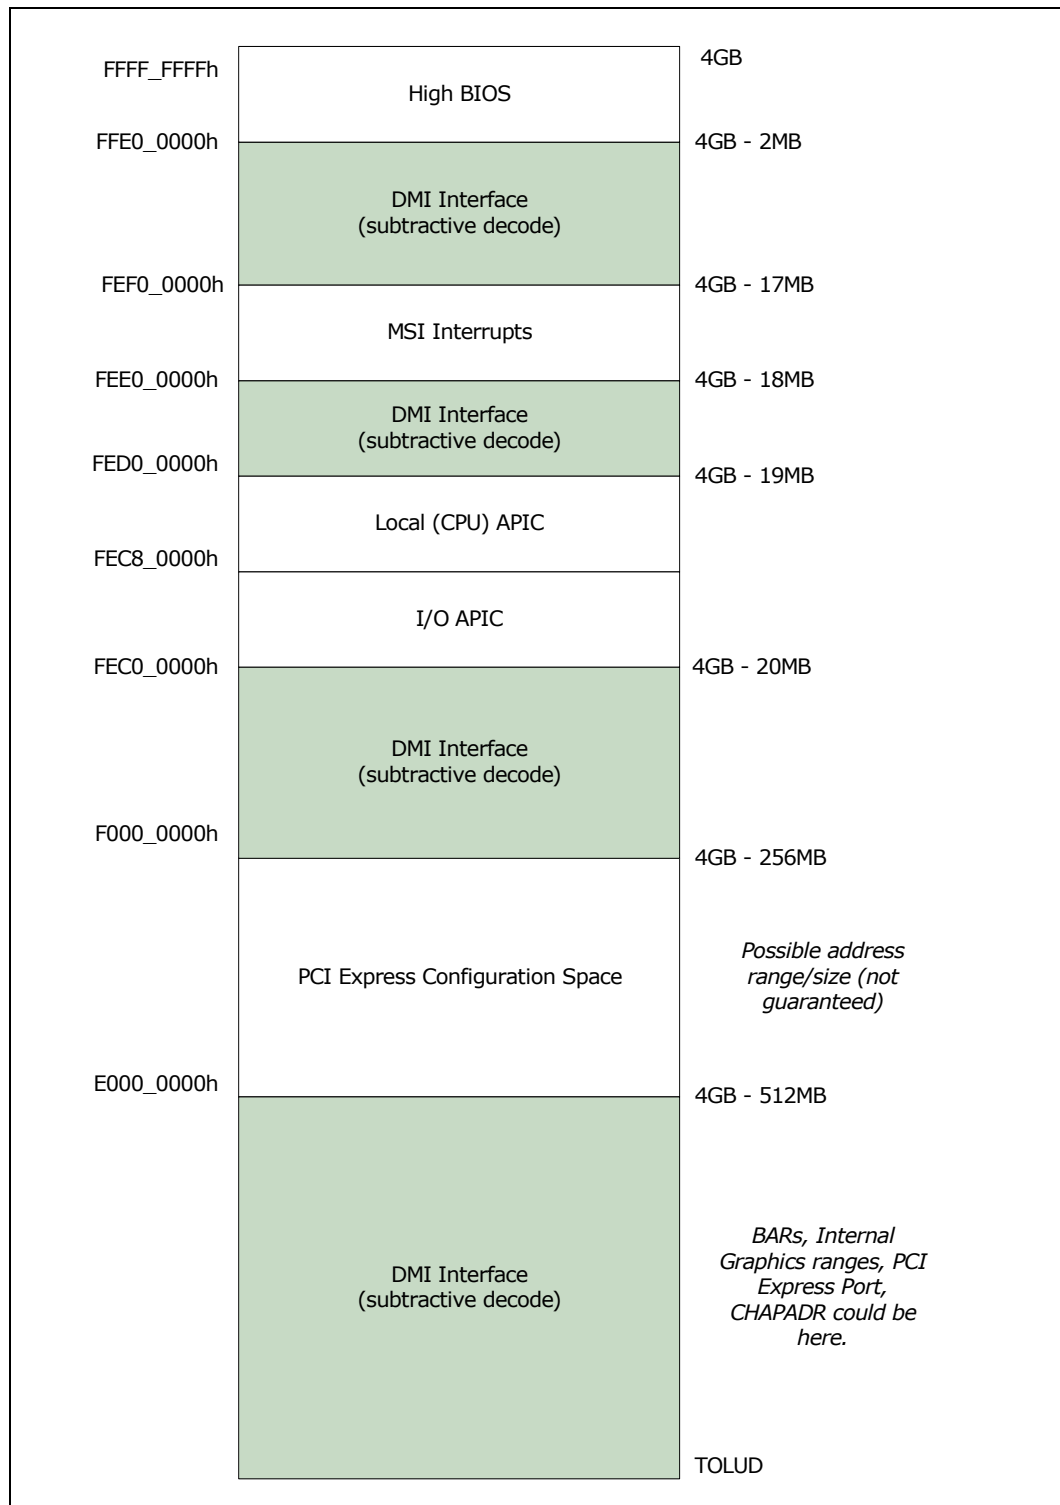 FFFF_FFFFh
4GB
High BIOS
FFE0_0000h
4GB - 2MB
DMI Interface
(subtractive decode)
FEF0_0000h
4GB - 17MB
MSI Interrupts
FEE0_0000h
4GB - 18MB
DMI Interface
(subtractive decode)
FED0_0000h
4GB - 19MB
Local (CPU) APIC
FEC8_0000h
I/O APIC
FEC0_0000h
4GB - 20MB
DMI Interface
(subtractive decode)
F000_0000h
4GB - 256MB
PCI Express Configuration Space
Possible address
range/size (not
guaranteed)
E000_0000h
4GB - 512MB
DMI Interface
(subtractive decode)
BARs, Internal
Graphics ranges, PCI
Express Port,
CHAPADR could be
here.
TOLUD